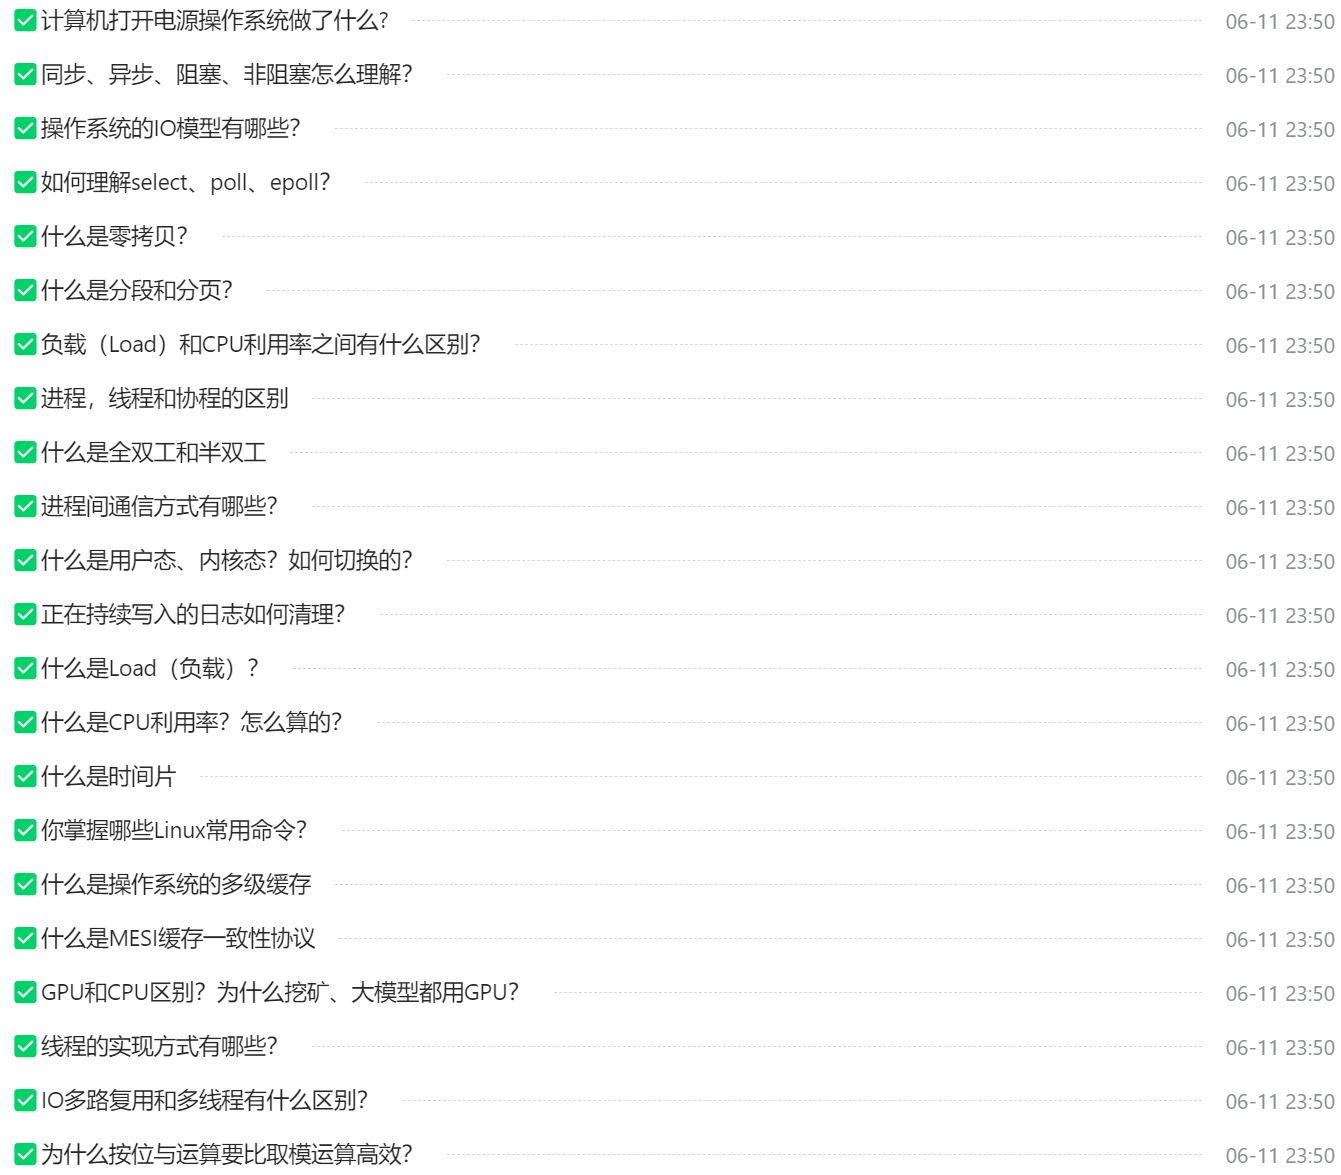 计算机打开电源操作系统做了什么? 06-11 23:50
同步、异步、阻塞、非阻塞怎么理解? 06-11 23:50
操作系统的IO模型有哪些? 06-11 23:50
如何理解select、poll、epoll? 06-11 23:50
什么是零拷贝? 06-11 23:50
什么是分段和分页? 06-11 23:50
负载（Load）和CPU利用率之间有什么区别? 06-11 23:50
进程，线程和协程的区别 06-11 23:50
什么是全双工和半双工 06-11 23:50
进程间通信方式有哪些? 06-11 23:50
什么是用户态、内核态？如何切换的? 06-11 23:50
正在持续写入的日志如何清理? 06-11 23:50
什么是Load（负载）? 06-11 23:50
什么是CPU利用率？怎么算的? 06-11 23:50
什么是时间片 06-11 23:50
你掌握哪些Linux常用命令? 06-11 23:50
什么是操作系统的多级缓存 06-11 23:50
什么是MESI缓存一致性协议 06-11 23:50
GPU和CPU区别？为什么挖矿、大模型都用GPU? 06-11 23:50
线程的实现方式有哪些? 06-11 23:50
IO多路复用和多线程有什么区别? 06-11 23:50
为什么按位与运算要比取模运算高效? 06-11 23:50